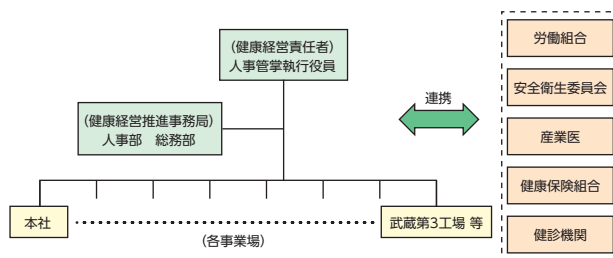 (健康経営責任者)
人事管掌執行役員
(健康経営推進事務局)
人事部　総務部
連携
労働組合
安全衛生委員会
産業医
健康保険組合
健診機関
本社
武蔵第3工場 等
(各事業場)